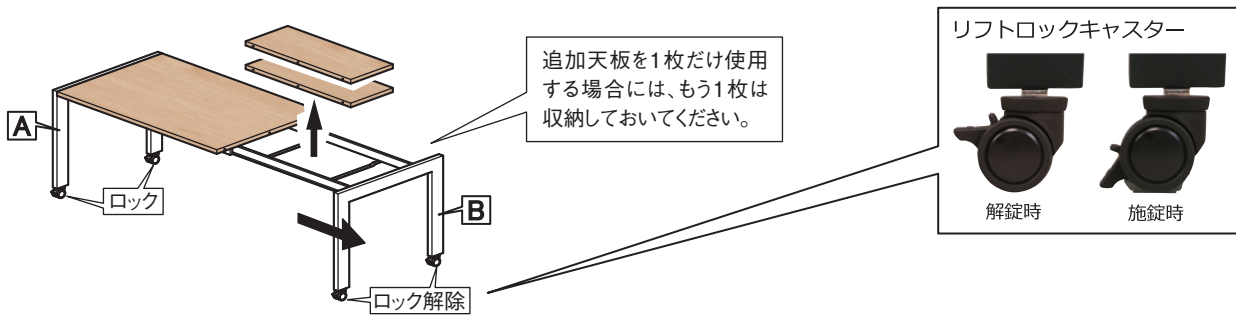 A
ロック
追加天板を1枚だけ使用
する場合には、もう1枚は
収納しておいてください。
B
ロック解除
リフトロックキャスター
解錠時
施錠時